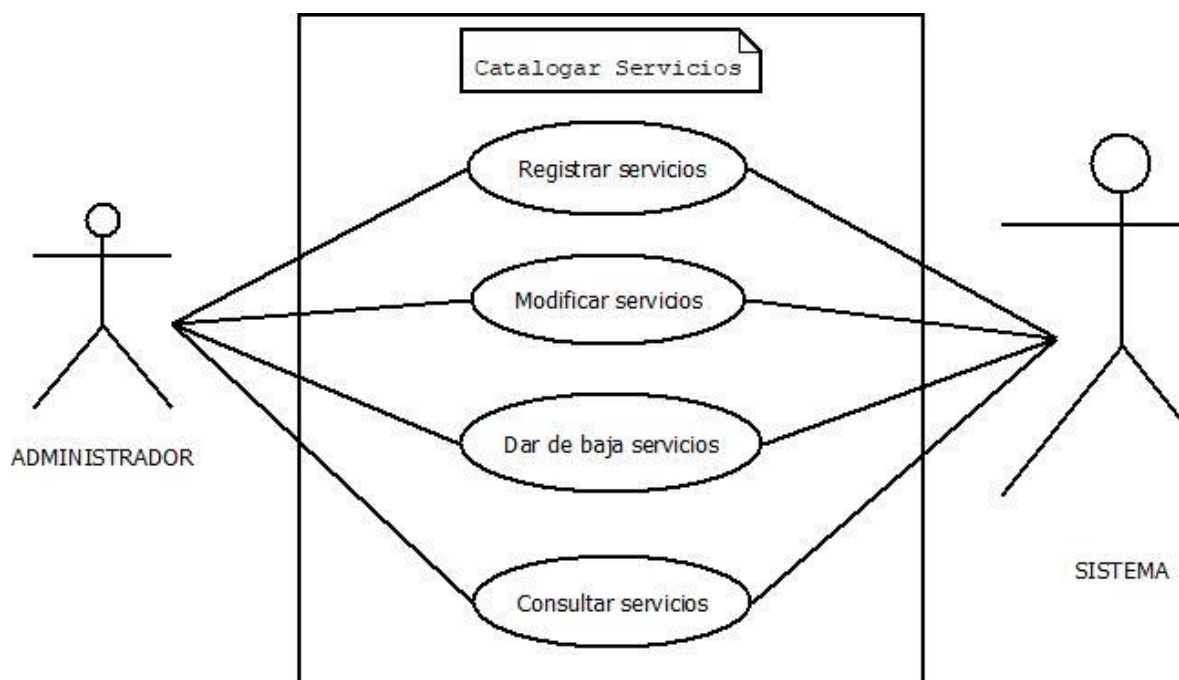 Catalogar Servicios
Registrar servicios
Modificar servicios
Dar de baja servicios
ADMINISTRADOR
SISTEMA
Consultar servicios